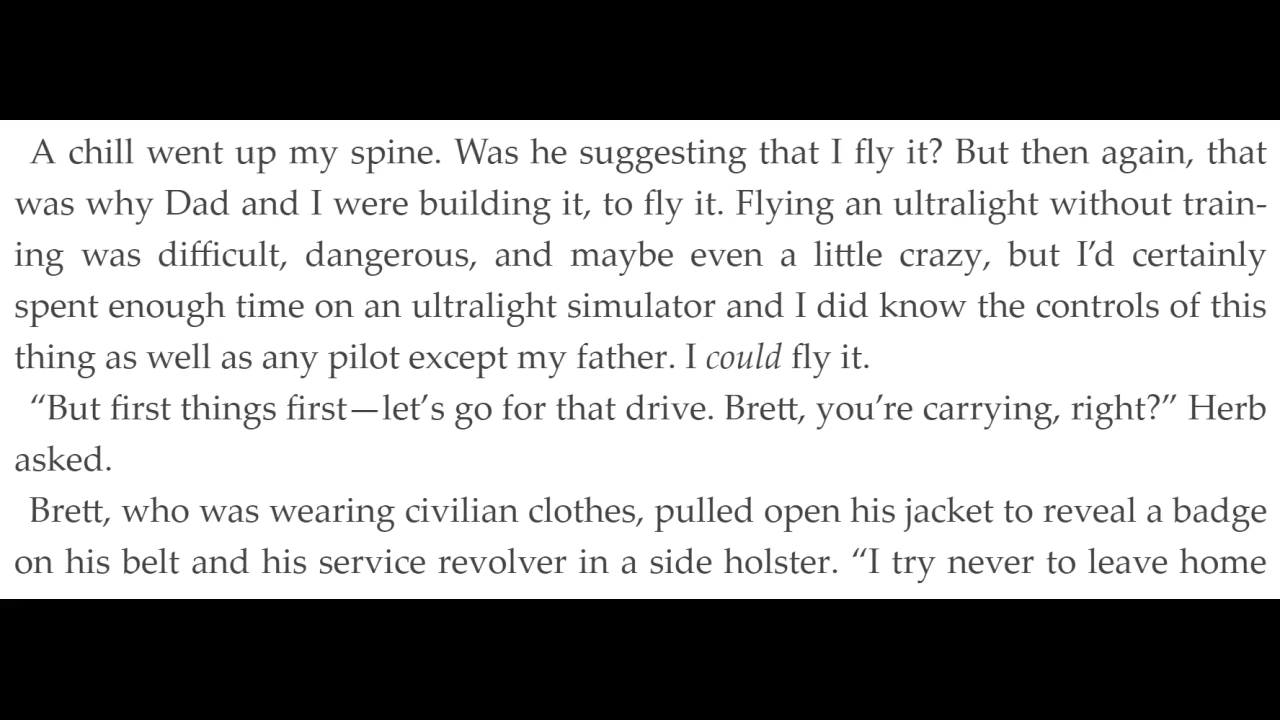 A chill went up my spine. Was he suggesting that I fly it? But then again, that
was why Dad and I were building it, to fly it. Flying an ultralight without train-
ing was difficult, dangerous, and maybe even a little crazy, but I’d certainly
spent enough time on an ultralight simulator and I did know the controls of this
thing as well as any pilot except my father. I could fly it.
“But first things first—let’s go for that drive. Brett, you’re carrying, right?” Herb
asked.
Brett, who was wearing civilian clothes, pulled open his jacket to reveal a badge
on his belt and his service revolver in a side holster. “I try never to leave home